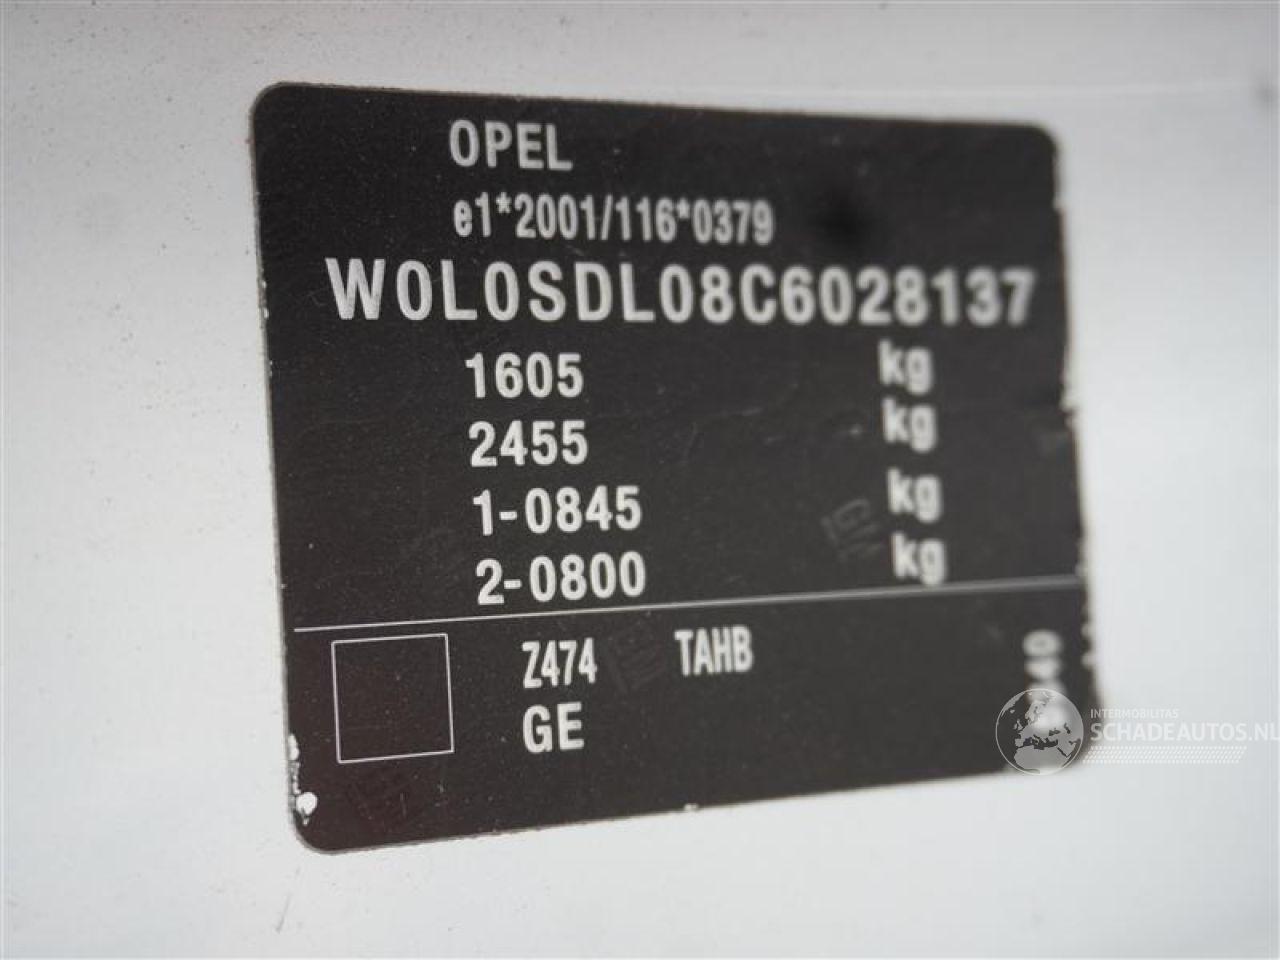 OPEL
e1*2001/116*0379
W0L0SDL08C6028137
1605 kg
2455 kg
1-0845 kg
2-0800 kg
Z474 TAHB
GE
INTERMOBILITAS
SCHADEAUTOS.NL